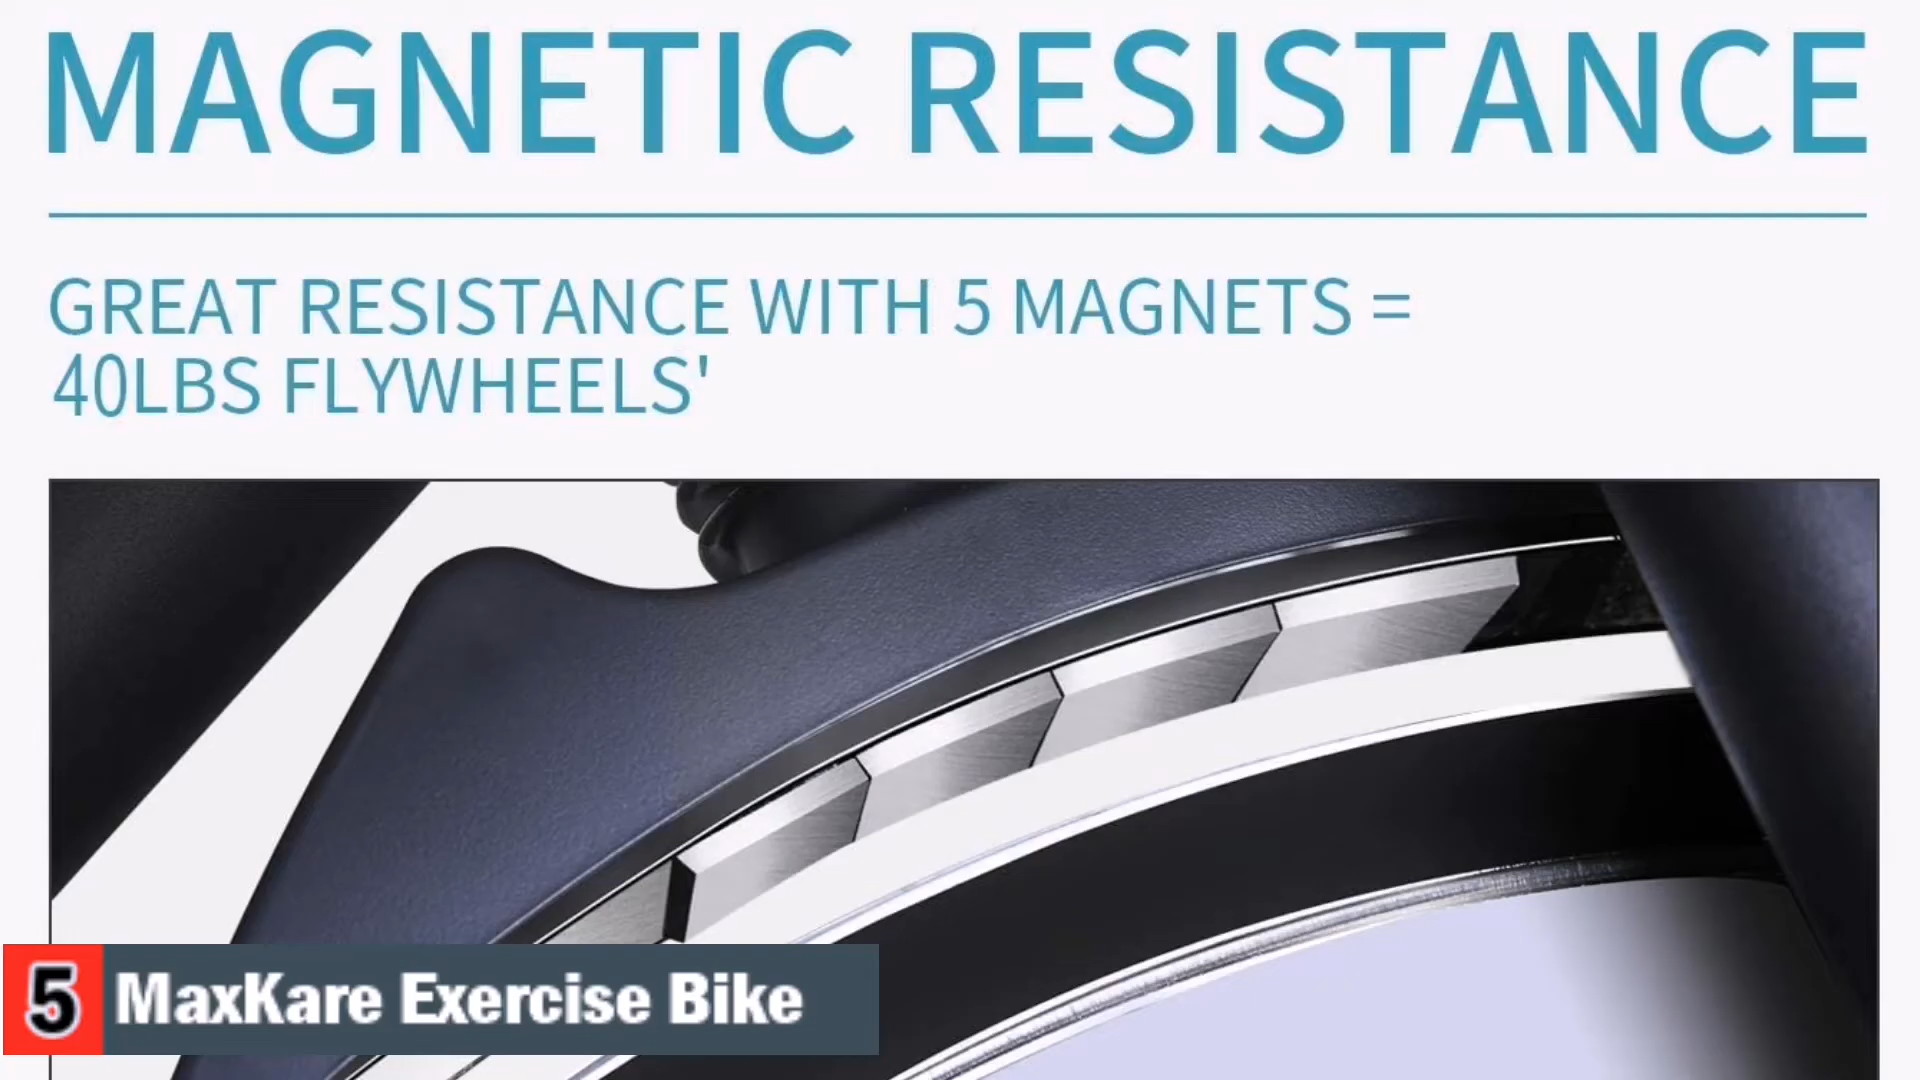 MAGNETIC RESISTANCE
GREAT RESISTANCE WITH 5 MAGNETS =
40LBS FLYWHEELS'
5 MaxKare Exercise Bike